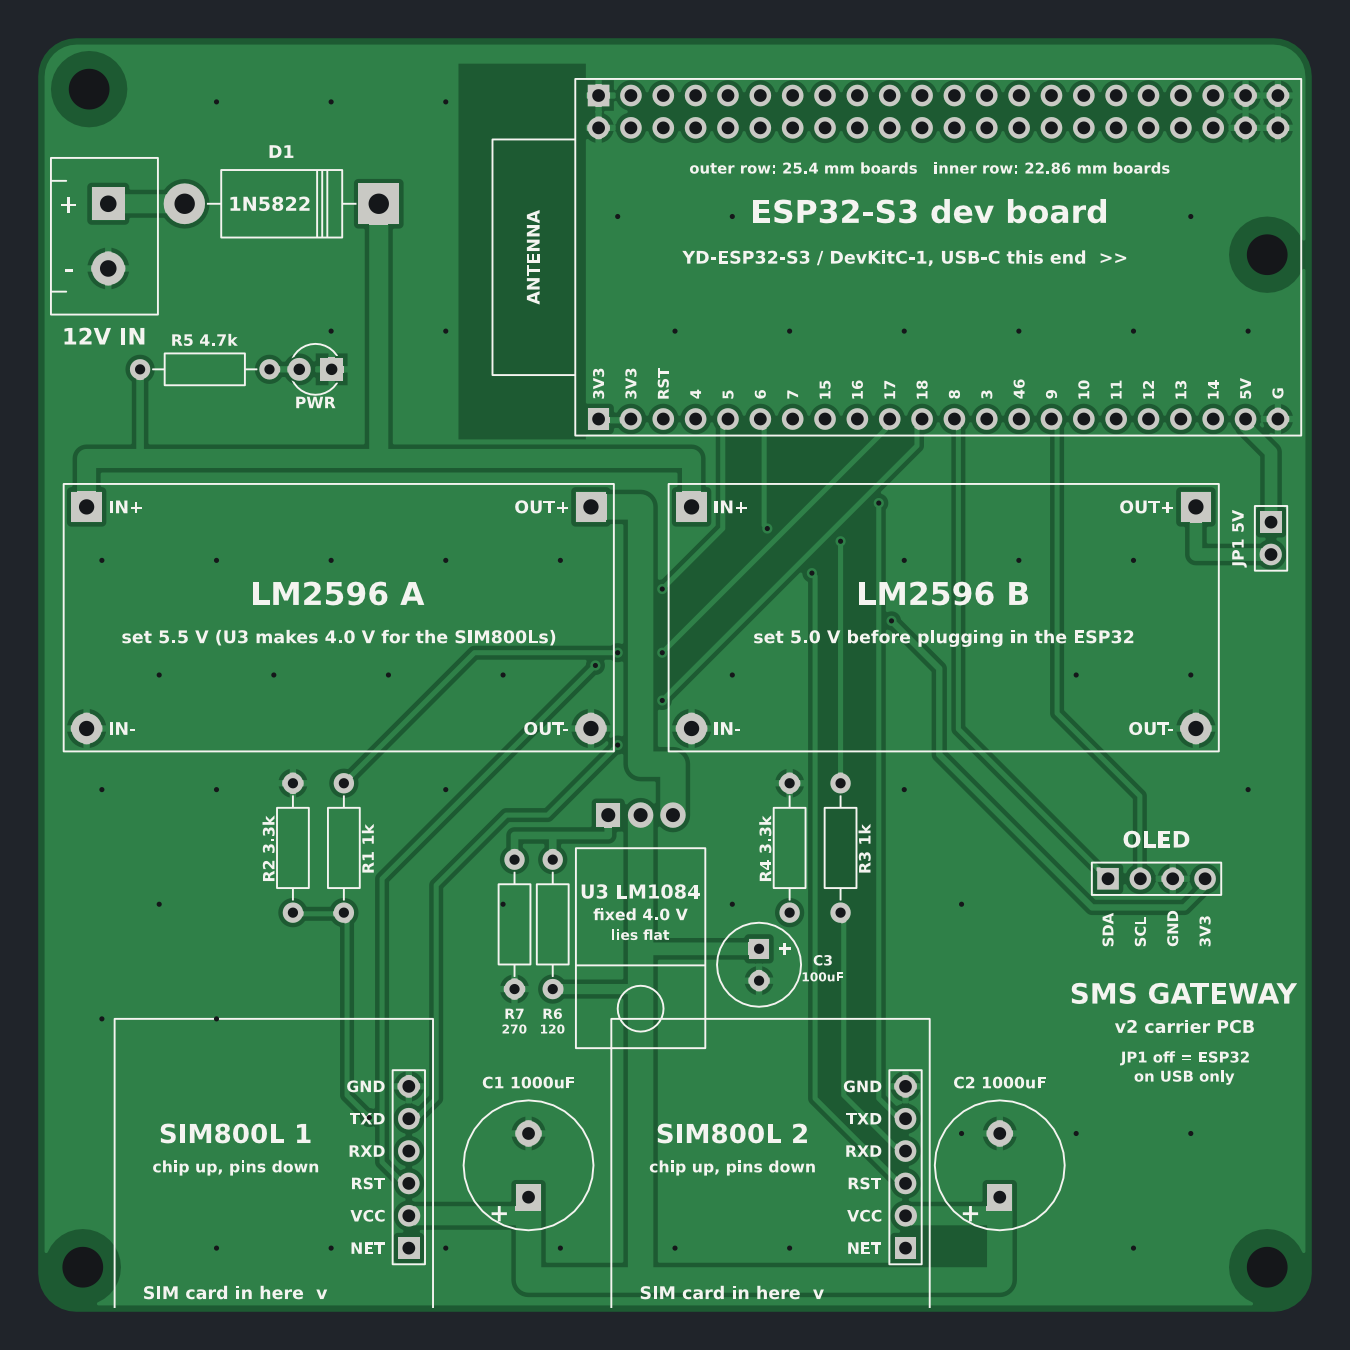 D1
1N5822
+
-
12V IN
R5 4.7k
PWR
ANTENNA
outer row: 25.4 mm boards   inner row: 22.86 mm boards
ESP32-S3 dev board
YD-ESP32-S3 / DevKitC-1, USB-C this end  >>
3V3 3V3 RST 4 5 6 7 15 16 17 18 8 3 46 9 10 11 12 13 14 5V G
IN+
OUT+
LM2596 A
set 5.5 V (U3 makes 4.0 V for the SIM800Ls)
IN-
OUT-
IN+
OUT+
LM2596 B
set 5.0 V before plugging in the ESP32
IN-
OUT-
JP1 5V
R2 3.3k
R1 1k
R4 3.3k
R3 1k
U3 LM1084
fixed 4.0 V
lies flat
R7
270
R6
120
+
C3
100uF
OLED
SDA
SCL
GND
3V3
SMS GATEWAY
v2 carrier PCB
JP1 off = ESP32
on USB only
SIM800L 1
chip up, pins down
GND
TXD
RXD
RST
VCC
NET
SIM card in here  v
C1 1000uF
+
SIM800L 2
chip up, pins down
GND
TXD
RXD
RST
VCC
NET
SIM card in here  v
C2 1000uF
+